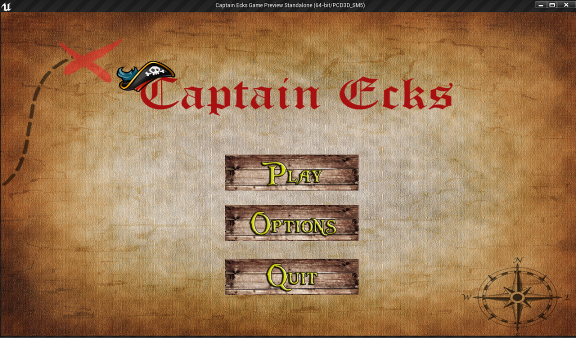 Captain Ecks Game Preview Standalone (64-bit/PCD3D_SM5)
Captain Ecks
Play
Options
Quit
N
W
E
S